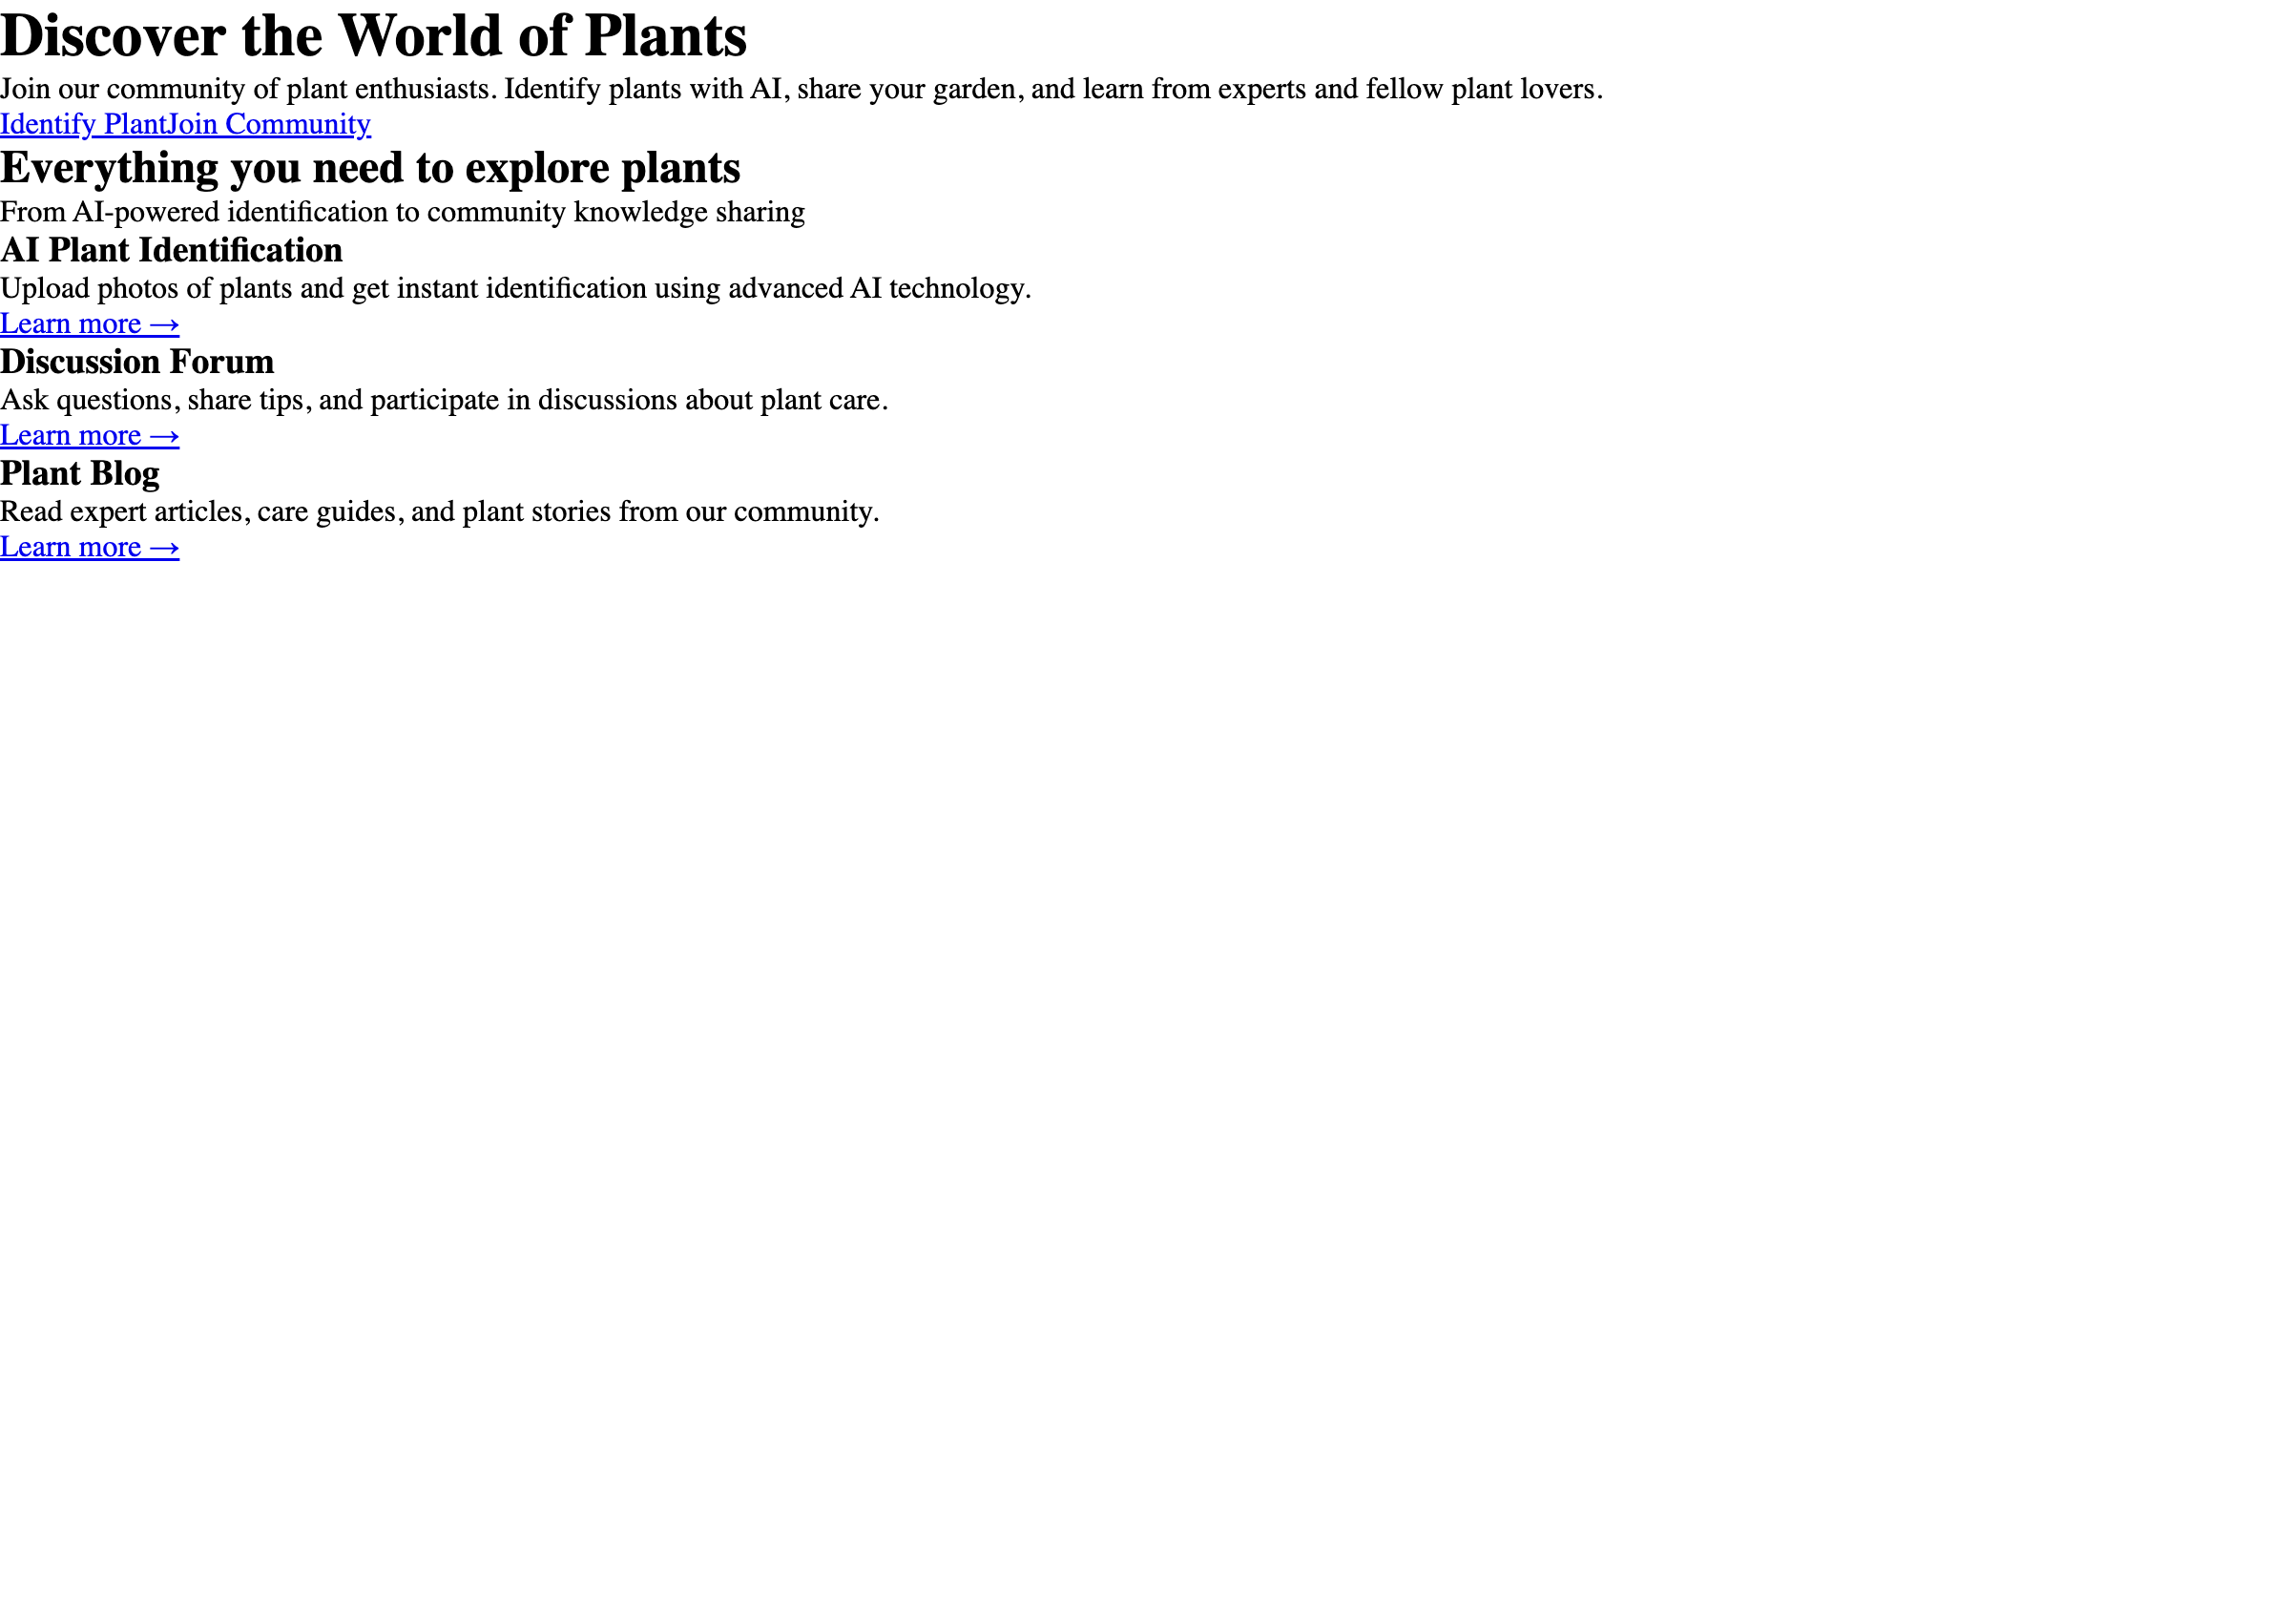 Discover the World of Plants
Join our community of plant enthusiasts. Identify plants with AI, share your garden, and learn from experts and fellow plant lovers.
Identify PlantJoin Community
Everything you need to explore plants
From AI-powered identification to community knowledge sharing
AI Plant Identification
Upload photos of plants and get instant identification using advanced AI technology.
Learn more →
Discussion Forum
Ask questions, share tips, and participate in discussions about plant care.
Learn more →
Plant Blog
Read expert articles, care guides, and plant stories from our community.
Learn more →